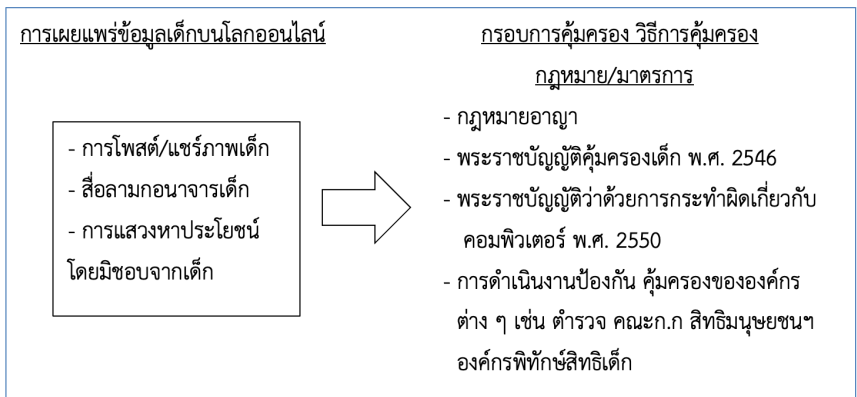 การเผยแพร่ข้อมูลเด็กบนโลกออนไลน์
- การโพสต์/แชร์ภาพเด็ก
- สื่อลามกอนาจารเด็ก
- การแสวงหาประโยชน์
โดยมิชอบจากเด็ก
กรอบการคุ้มครอง วิธีการคุ้มครอง
กฎหมาย/มาตรการ
- กฎหมายอาญา
- พระราชบัญญัติคุ้มครองเด็ก พ.ศ. 2546
- พระราชบัญญัติว่าด้วยการกระทำผิดเกี่ยวกับ
คอมพิวเตอร์ พ.ศ. 2550
- การดำเนินงานป้องกัน คุ้มครองขององค์กร
ต่าง ๆ เช่น ตำรวจ คณะก.ก สิทธิมนุษยชนฯ
องค์กรพิทักษ์สิทธิเด็ก